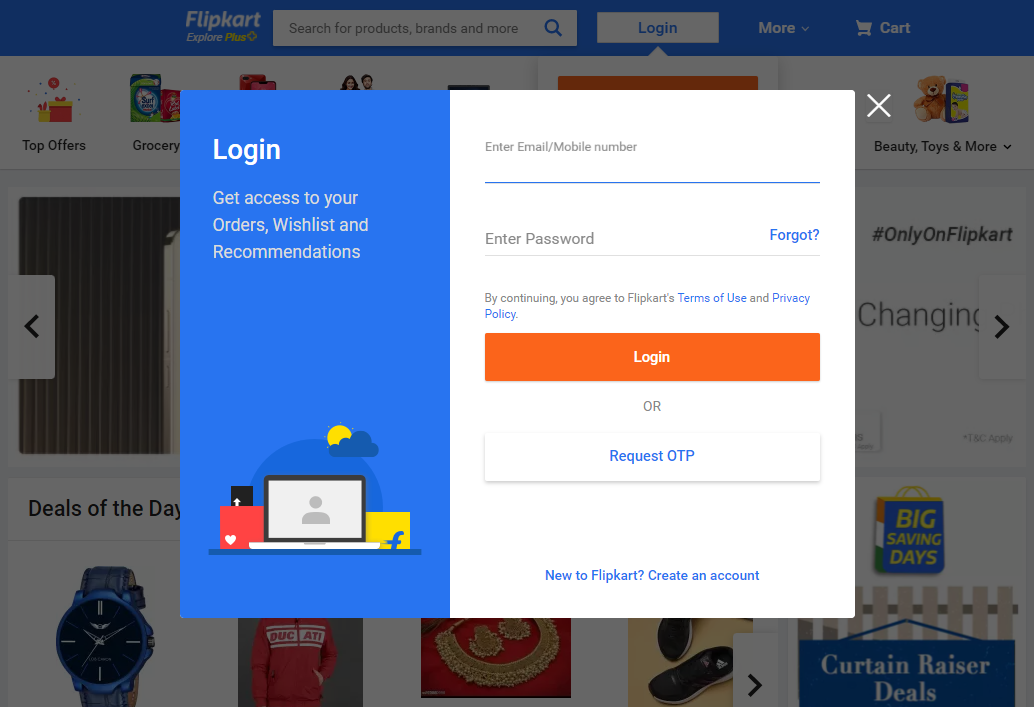 Flipkart
Explore Plus
Search for products, brands and more
Login
More
Cart
Top Offers
Grocery
Beauty, Toys & More
Login
Get access to your
Orders, Wishlist and
Recommendations
Enter Email/Mobile number
Enter Password
Forgot?
By continuing, you agree to Flipkart's Terms of Use and Privacy
Policy.
Login
OR
Request OTP
New to Flipkart? Create an account
#OnlyOnFlipkart
Changing
*T&C Apply
Deals of the Day
BIG
SAVING
DAYS
DUCATI
Curtain Raiser
Deals